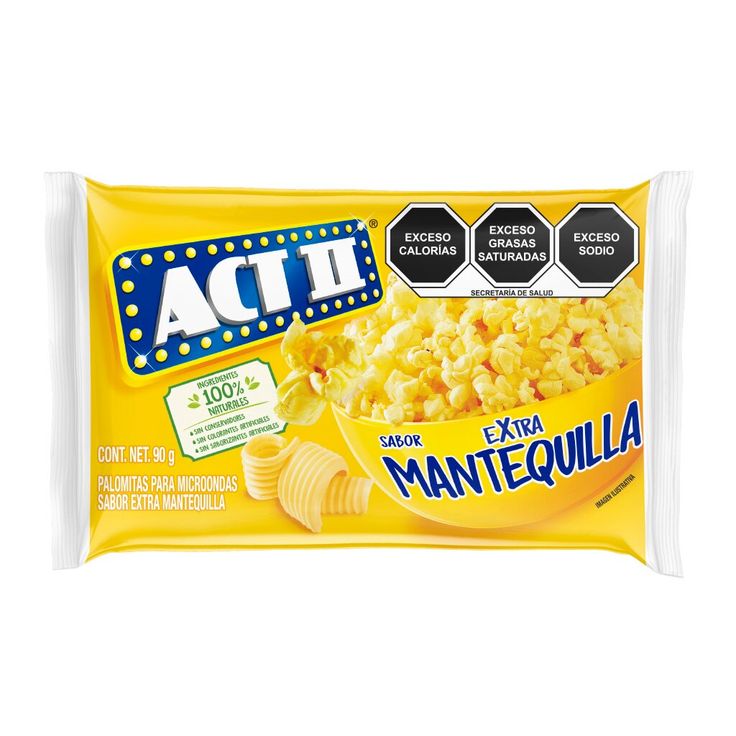 ACT II®
EXCESO
CALORÍAS
EXCESO
GRASAS
SATURADAS
EXCESO
SODIO
SECRETARÍA DE SALUD
INGREDIENTES
100%
NATURALES
SIN CONSERVADORES
SIN COLORANTES ARTIFICIALES
SIN SABORIZANTES ARTIFICIALES
CONT. NET. 90 g
PALOMITAS PARA MICROONDAS
SABOR EXTRA MANTEQUILLA
SABOR EXTRA
MANTEQUILLA
IMAGEN ILUSTRATIVA